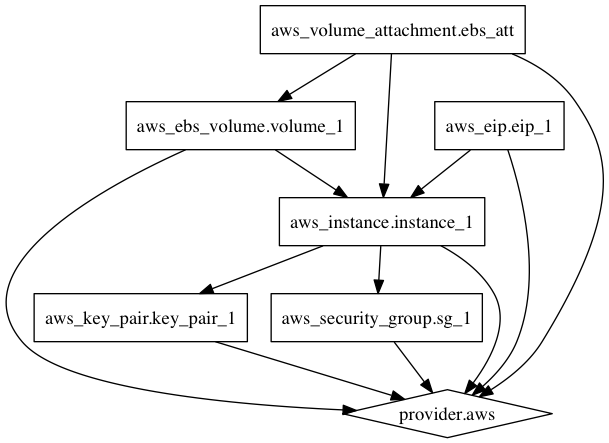 aws_volume_attachment.ebs_att
aws_ebs_volume.volume_1
aws_eip.eip_1
aws_instance.instance_1
aws_key_pair.key_pair_1
aws_security_group.sg_1
provider.aws